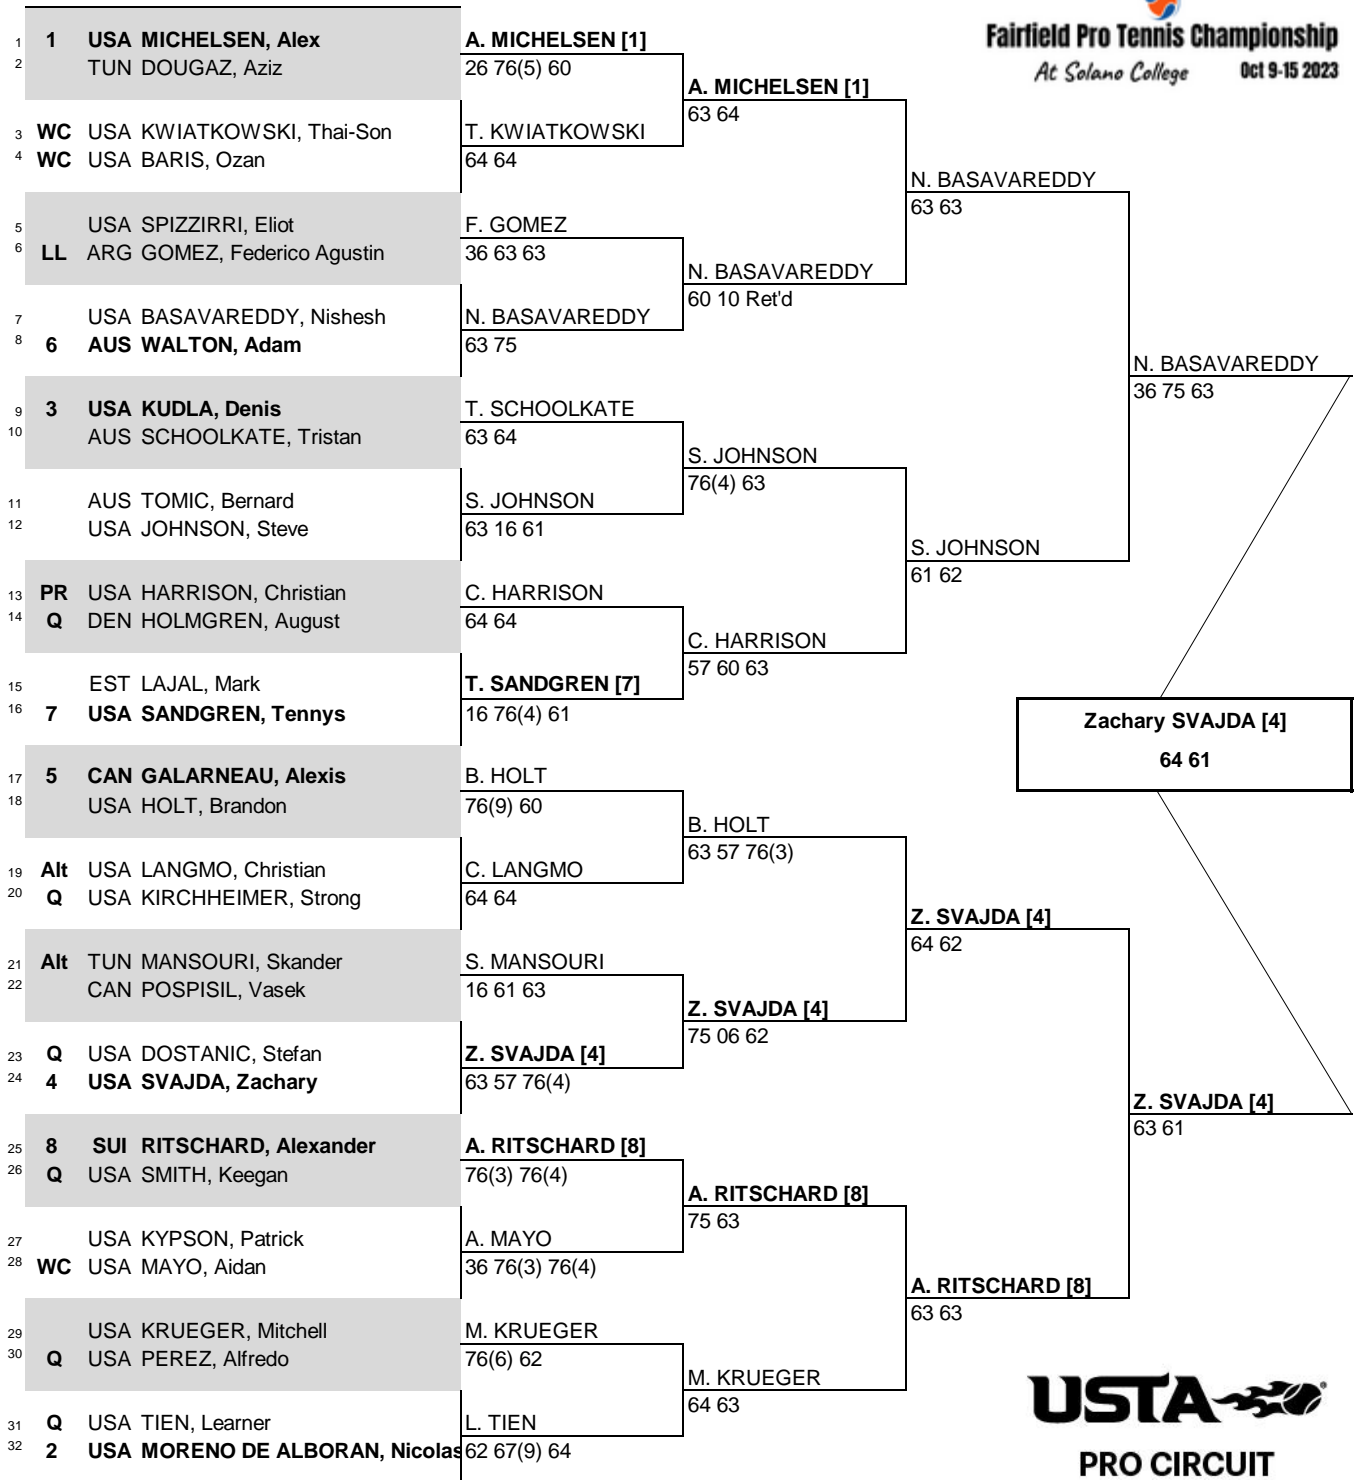 Fairfield Pro Tennis Championship
At Solano College Oct 9-15 2023
1 1 USA MICHELSEN, Alex
2 TUN DOUGAZ, Aziz
3 WC USA KWIATKOWSKI, Thai-Son
4 WC USA BARIS, Ozan
5 USA SPIZZIRRI, Eliot
6 LL ARG GOMEZ, Federico Agustin
7 USA BASAVAREDDY, Nishesh
8 6 AUS WALTON, Adam
9 3 USA KUDLA, Denis
10 AUS SCHOOLKATE, Tristan
11 AUS TOMIC, Bernard
12 USA JOHNSON, Steve
13 PR USA HARRISON, Christian
14 Q DEN HOLMGREN, August
15 EST LAJAL, Mark
16 7 USA SANDGREN, Tennys
17 5 CAN GALARNEAU, Alexis
18 USA HOLT, Brandon
19 Alt USA LANGMO, Christian
20 Q USA KIRCHHEIMER, Strong
21 Alt TUN MANSOURI, Skander
22 CAN POSPISIL, Vasek
23 Q USA DOSTANIC, Stefan
24 4 USA SVAJDA, Zachary
25 8 SUI RITSCHARD, Alexander
26 Q USA SMITH, Keegan
27 USA KYPSON, Patrick
28 WC USA MAYO, Aidan
29 USA KRUEGER, Mitchell
30 Q USA PEREZ, Alfredo
31 Q USA TIEN, Learner
32 2 USA MORENO DE ALBORAN, Nicolas
A. MICHELSEN [1]
26 76(5) 60
T. KWIATKOWSKI
64 64
F. GOMEZ
36 63 63
N. BASAVAREDDY
63 75
T. SCHOOLKATE
63 64
S. JOHNSON
63 16 61
C. HARRISON
64 64
T. SANDGREN [7]
16 76(4) 61
B. HOLT
76(9) 60
C. LANGMO
64 64
S. MANSOURI
16 61 63
Z. SVAJDA [4]
63 57 76(4)
A. RITSCHARD [8]
76(3) 76(4)
A. MAYO
36 76(3) 76(4)
M. KRUEGER
76(6) 62
L. TIEN
62 67(9) 64
A. MICHELSEN [1]
63 64
N. BASAVAREDDY
60 10 Ret'd
S. JOHNSON
76(4) 63
C. HARRISON
57 60 63
B. HOLT
63 57 76(3)
Z. SVAJDA [4]
75 06 62
A. RITSCHARD [8]
75 63
M. KRUEGER
64 63
N. BASAVAREDDY
63 63
S. JOHNSON
61 62
Z. SVAJDA [4]
64 62
A. RITSCHARD [8]
63 63
N. BASAVAREDDY
36 75 63
Z. SVAJDA [4]
63 61
Zachary SVAJDA [4]
64 61
USTA
PRO CIRCUIT